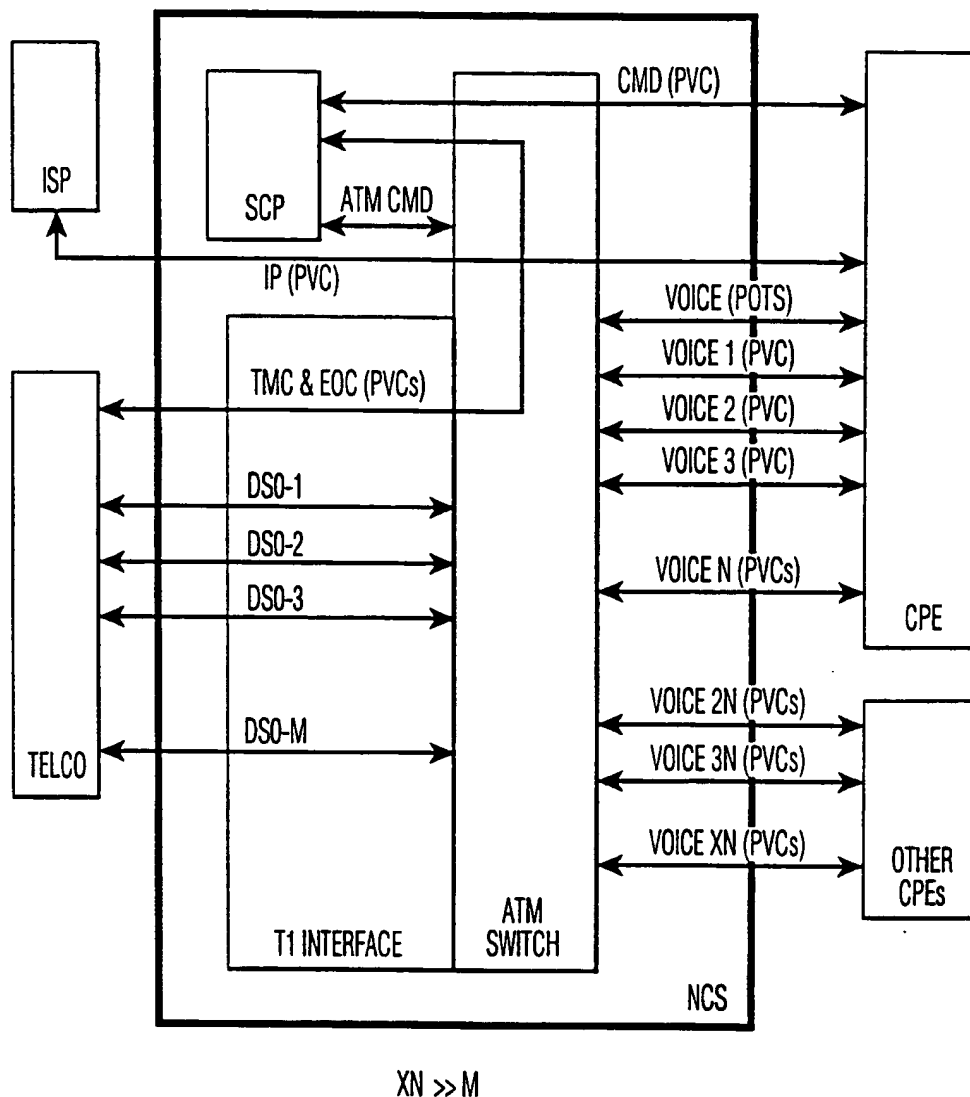 CMD (PVC)
ISP
SCP
ATM CMD
IP (PVC)
VOICE (POTS)
VOICE 1 (PVC)
TMC & EOC (PVCs)
VOICE 2 (PVC)
VOICE 3 (PVC)
DS0-1
DS0-2
VOICE N (PVCs)
DS0-3
CPE
VOICE 2N (PVCs)
DS0-M
TELCO
VOICE 3N (PVCs)
VOICE XN (PVCs)
OTHER
CPEs
T1 INTERFACE
ATM
SWITCH
NCS
XN >> M